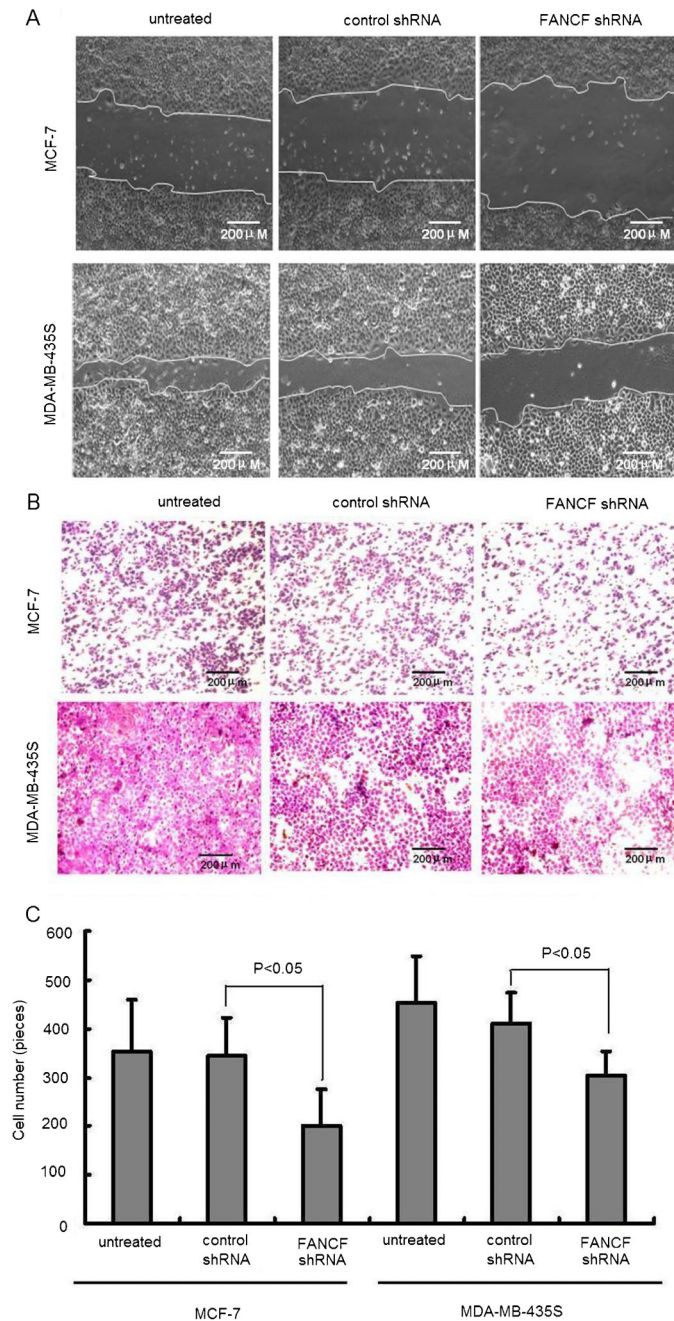 A
untreated control shRNA FANCF shRNA
MCF-7
200 μ M 200 μ M 200 μ M
MDA-MB-435S
200 μ M 200 μ M 200 μ M
B
untreated control shRNA FANCF shRNA
MCF-7
200 μ m 200 μ m 200 μ m
MDA-MB-435S
200 μ m 200 μ m 200 μ m
C
Cell number (pieces)
600
500
400
300
200
100
0
P<0.05
P<0.05
untreated control shRNA FANCF shRNA untreated control shRNA FANCF shRNA
MCF-7 MDA-MB-435S